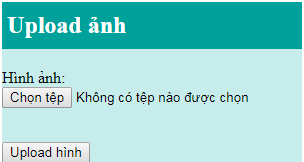 Upload ảnh
Hình ảnh:
Chọn tệp Không có tệp nào được chọn
Upload hình